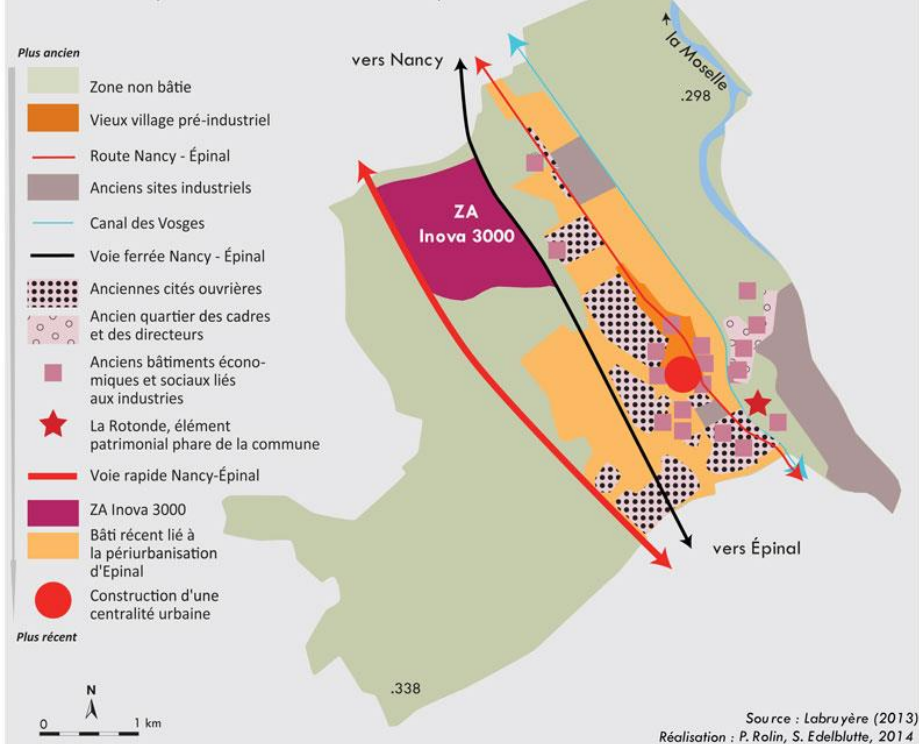 Plus ancien
Zone non bâtie
Vieux village pré-industriel
Route Nancy - Épinal
Anciens sites industriels
Canal des Vosges
Voie ferrée Nancy - Épinal
Anciennes cités ouvrières
Ancien quartier des cadres
et des directeurs
Anciens bâtiments écono-
miques et sociaux liés
aux industries
La Rotonde, élément
patrimonial phare de la commune
Voie rapide Nancy-Épinal
ZA Inova 3000
Bâti récent lié à
la périurbanisation
d'Epinal
Construction d'une
centralité urbaine
Plus récent
N
0 1 km
vers Nancy
la Moselle
.298
ZA
Inova 3000
vers Épinal
.338
Source : Labruyère (2013)
Réalisation : P. Rolin, S. Edelblutte, 2014